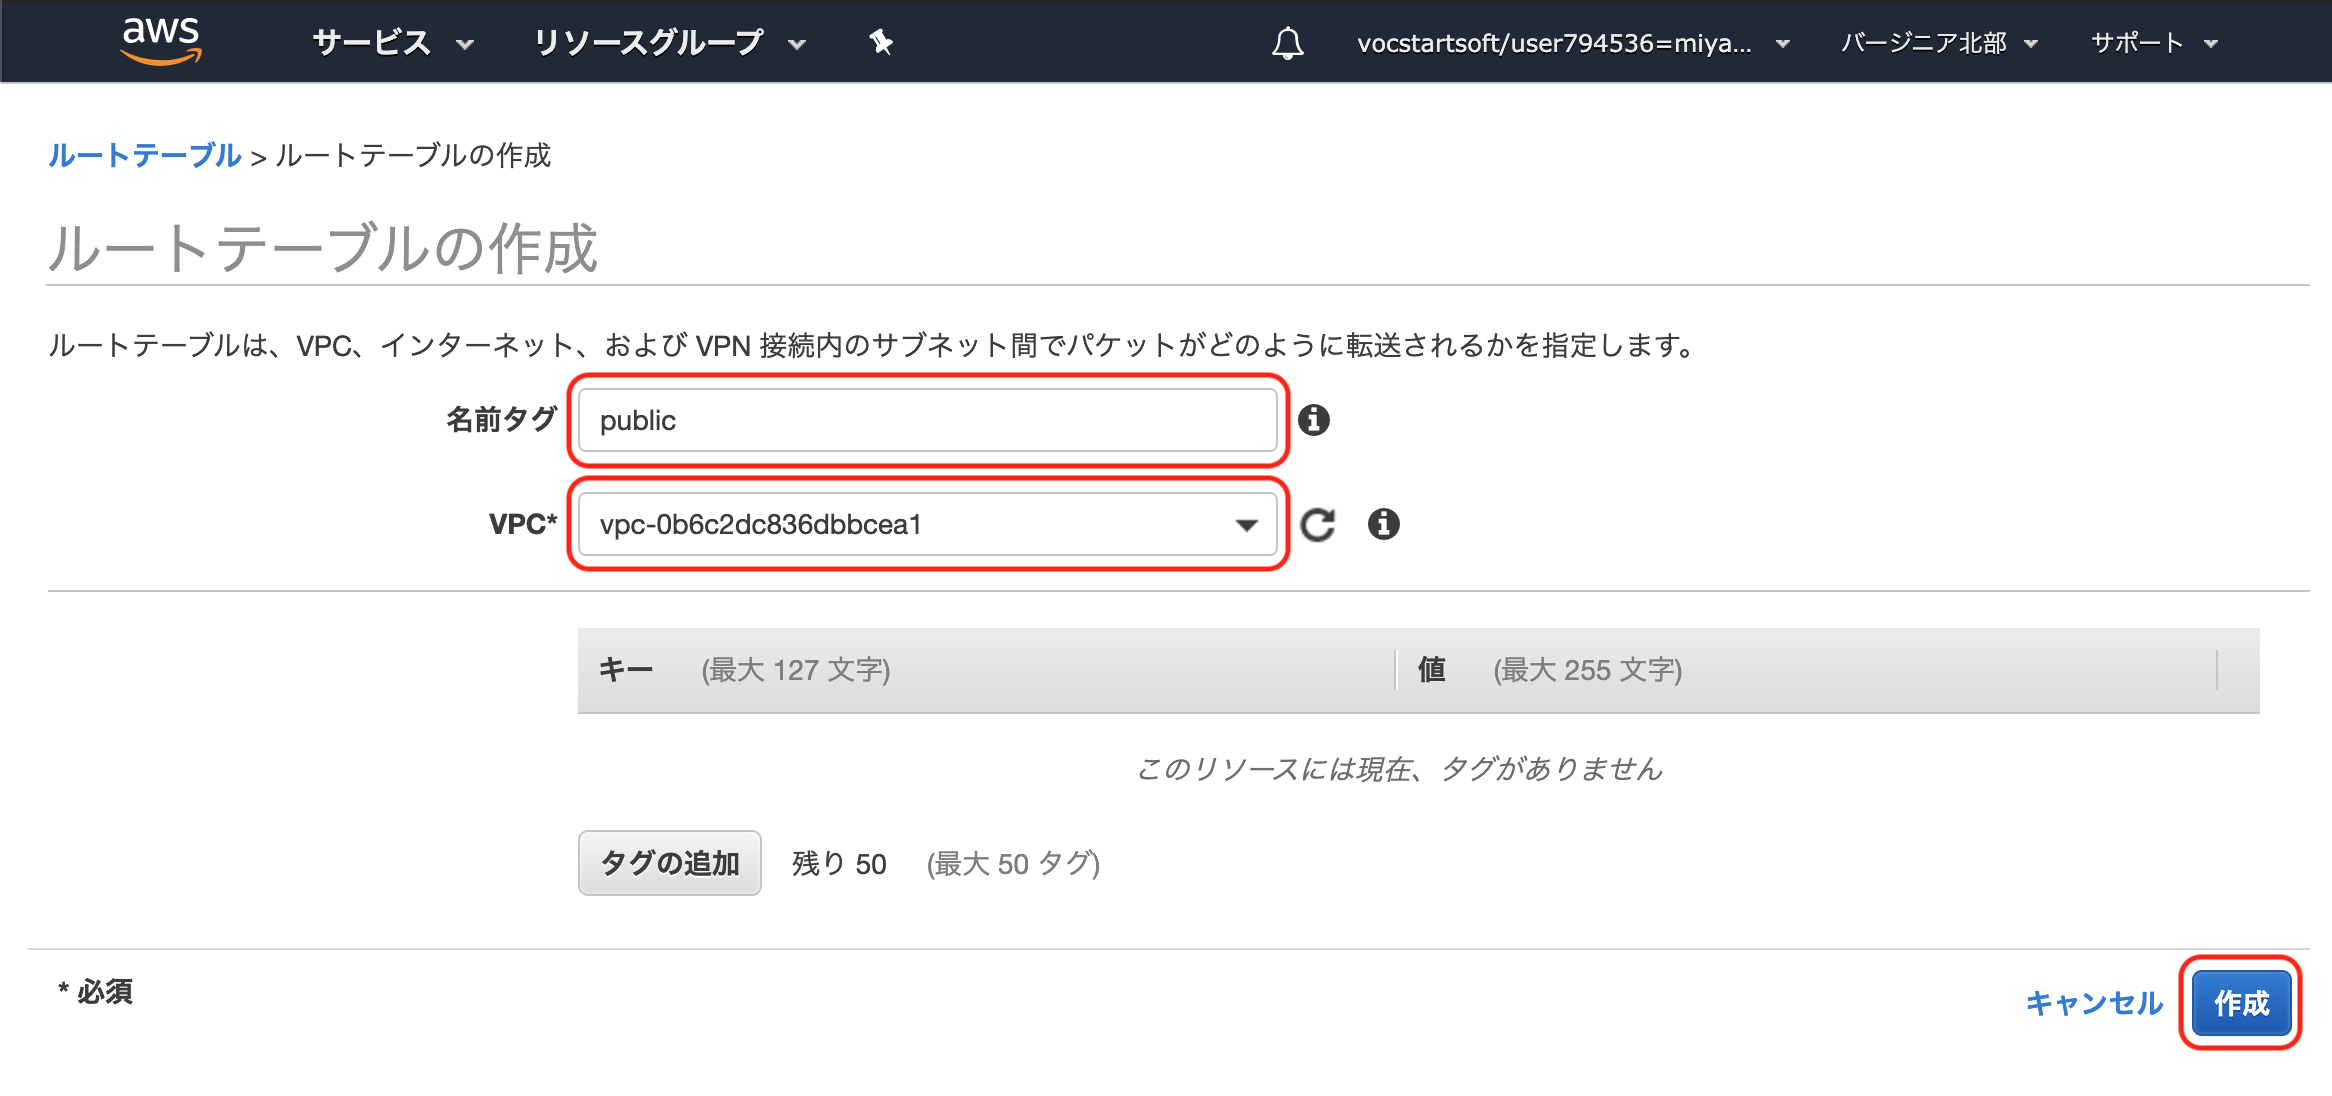 aws サービス リソースグループ vocstartsoft/user794536=miya... バージニア北部 サポート
ルートテーブル > ルートテーブルの作成
ルートテーブルの作成
ルートテーブルは、VPC、インターネット、および VPN 接続内のサブネット間でパケットがどのように転送されるかを指定します。
名前タグ public
VPC* vpc-0b6c2dc836dbbcea1
キー (最大 127 文字) 値 (最大 255 文字)
このリソースには現在、タグがありません
タグの追加 残り 50 (最大 50 タグ)
* 必須 キャンセル 作成